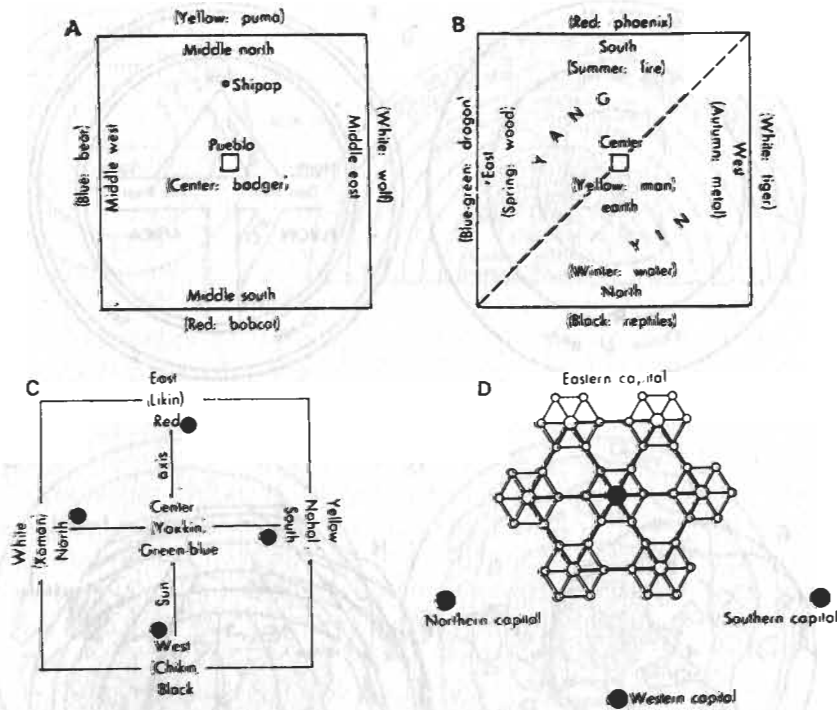 A
(Yellow: puma)
Middle north
Shipap
(Blue: bear)
Middle west
Pueblo
(Center: badger)
Middle east
(White: wolf)
Middle south
(Red: bobcat)
B
(Red: phoenix)
South
(Summer: fire)
YANG
(Blue-green: dragon)
East
(Spring: wood)
Center
(Yellow: man)
earth
YIN
(Autumn: metal)
West
(White: tiger)
(Winter: water)
North
(Black: reptiles)
C
East
(Likin)
Red
axis
White
(Xaman)
North
Center
(Yaxkin)
Green-blue
South
Nohol
Yellow
Sun
West
(Chikin)
Black
D
Eastern capital
Northern capital
Southern capital
Western capital